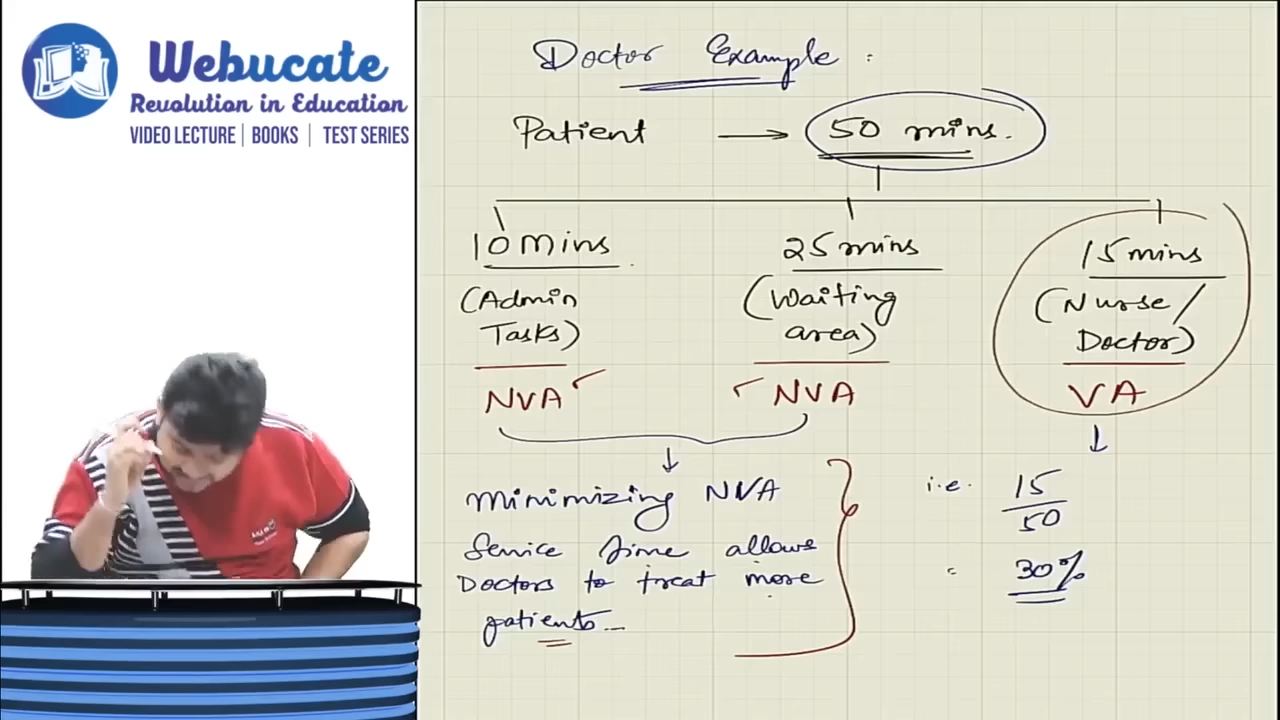 Webucate
Revolution in Education
VIDEO LECTURE | BOOKS | TEST SERIES
Doctor Example :
Patient → 50 mins.
10 mins 25 mins 15 mins
(Admin Tasks) (Waiting area) (Nurse / Doctor)
NVA NVA VA
Minimizing NVA
Service time allows
Doctors to treat more
patients
i.e. 15/50
= 30%